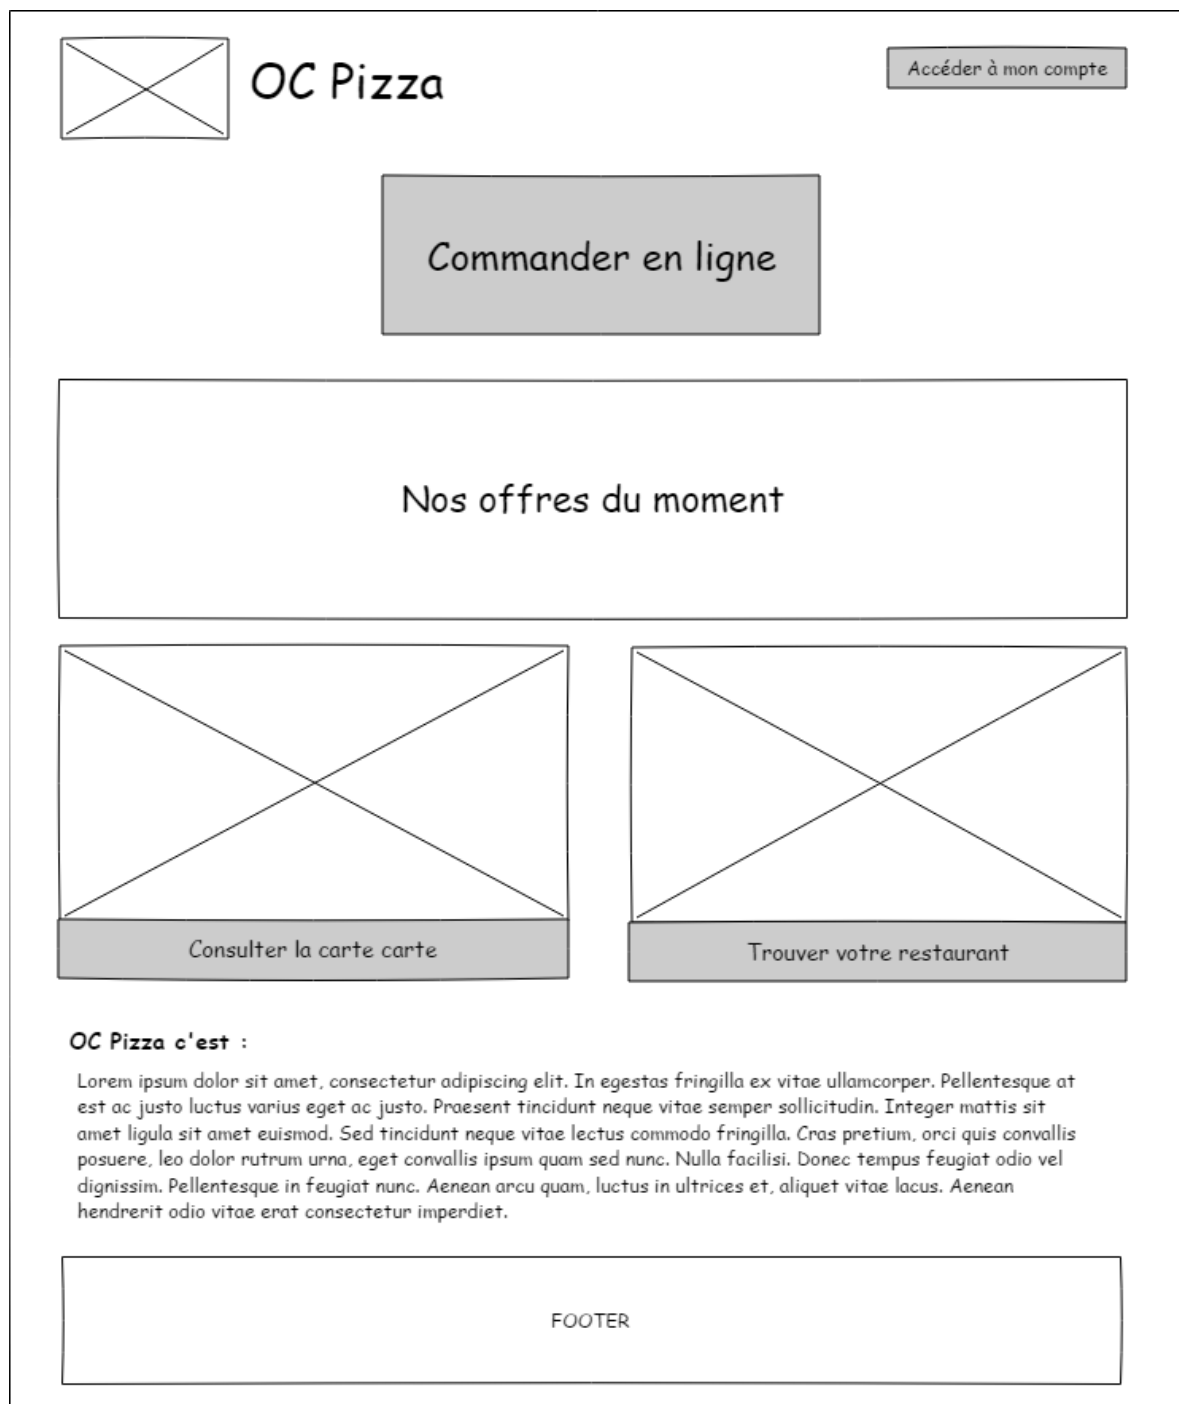 OC Pizza
Accéder à mon compte
Commander en ligne
Nos offres du moment
Consulter la carte carte
Trouver votre restaurant
OC Pizza c'est :
Lorem ipsum dolor sit amet, consectetur adipiscing elit. In egestas fringilla ex vitae ullamcorper. Pellentesque at
est ac justo luctus varius eget ac justo. Praesent tincidunt neque vitae semper sollicitudin. Integer mattis sit
amet ligula sit amet euismod. Sed tincidunt neque vitae lectus commodo fringilla. Cras pretium, orci quis convallis
posuere, leo dolor rutrum urna, eget convallis ipsum quam sed nunc. Nulla facilisi. Donec tempus feugiat odio vel
dignissim. Pellentesque in feugiat nunc. Aenean arcu quam, luctus in ultrices et, aliquet vitae lacus. Aenean
hendrerit odio vitae erat consectetur imperdiet.
FOOTER